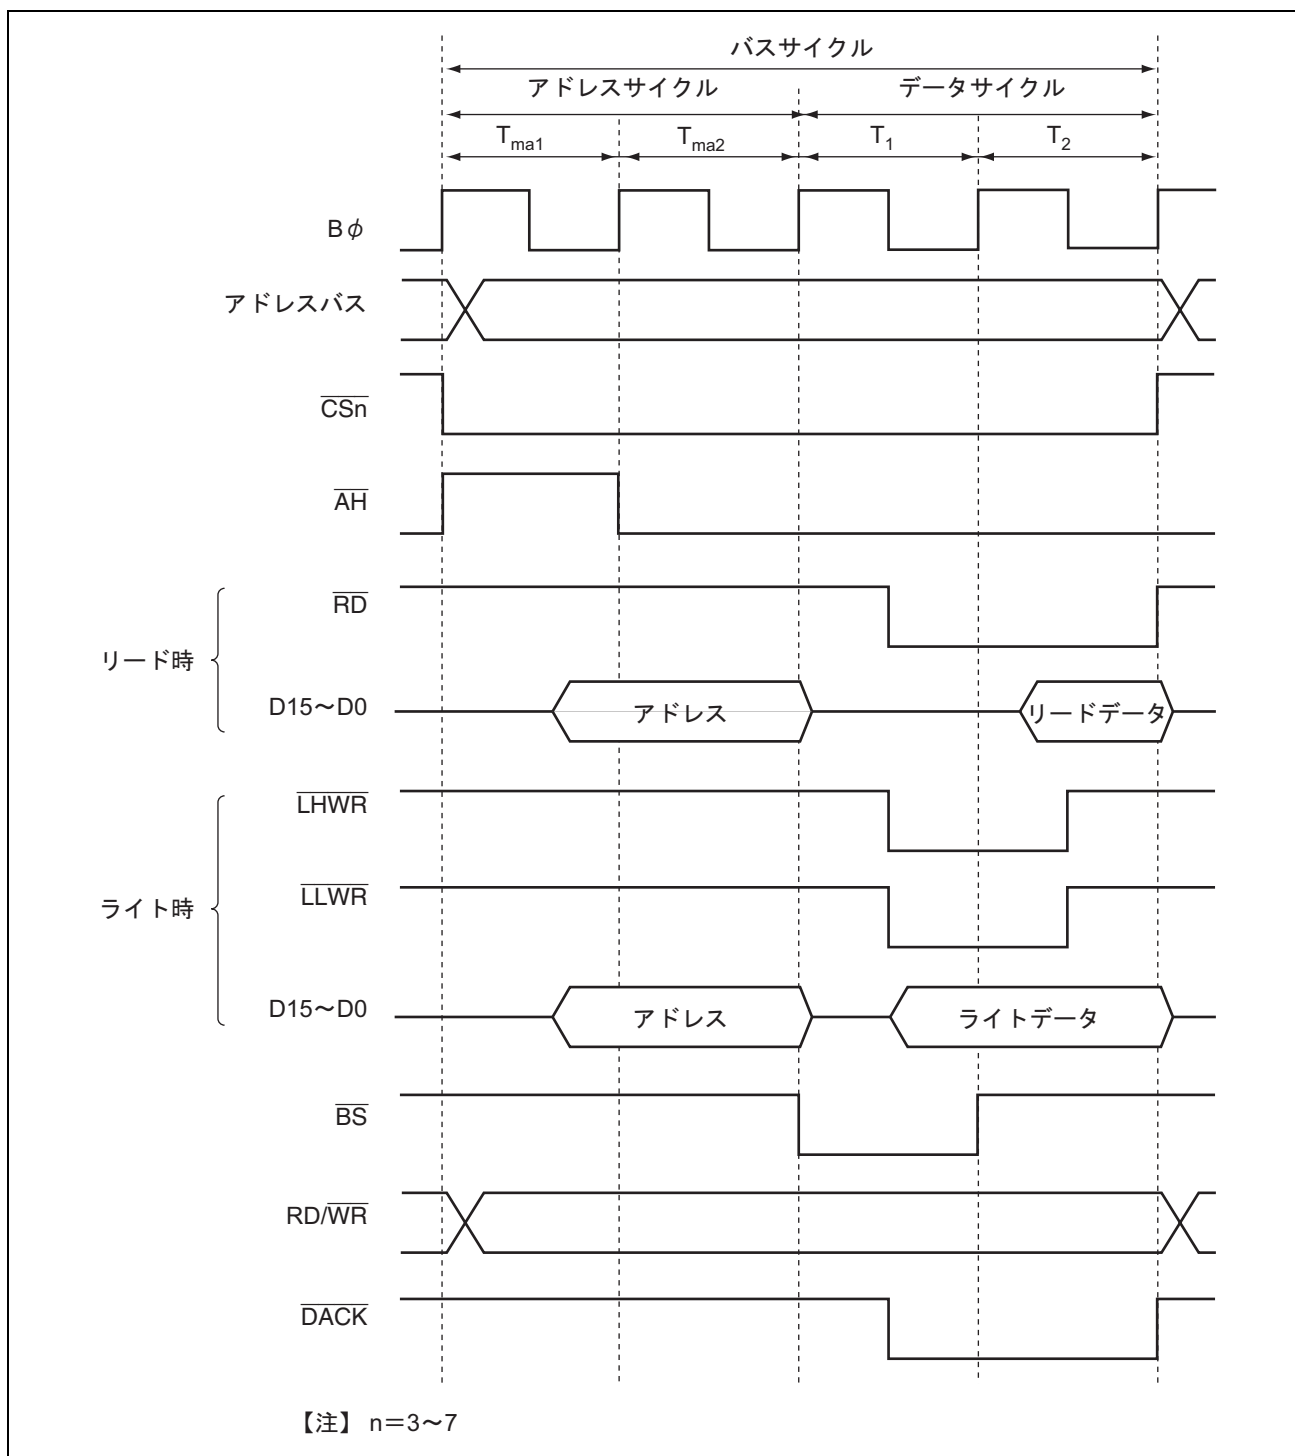 バスサイクル
アドレスサイクル データサイクル
Tma1 Tma2 T1 T2
Bφ
アドレスバス
CSn
AH
リード時
RD
D15～D0 アドレス リードデータ
ライト時
LHWR
LLWR
D15～D0 アドレス ライトデータ
BS
RD/WR
DACK
【注】 n＝3～7